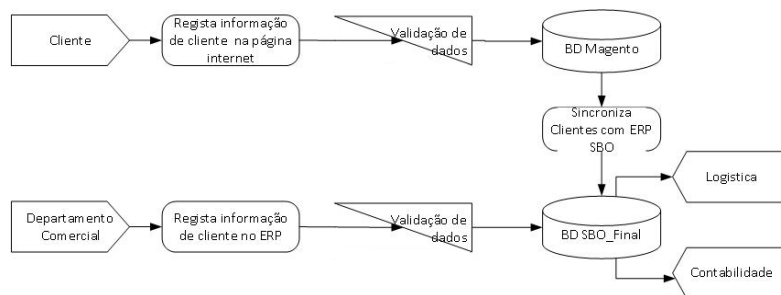 Cliente
Regista informação
de cliente na página
internet
Validação de
dados
BD Magento
Sincroniza
Clientes com ERP
SBO
Logistica
Departamento
Comercial
Regista informação
de cliente no ERP
Validação de
dados
BD SBO_Final
Contabilidade